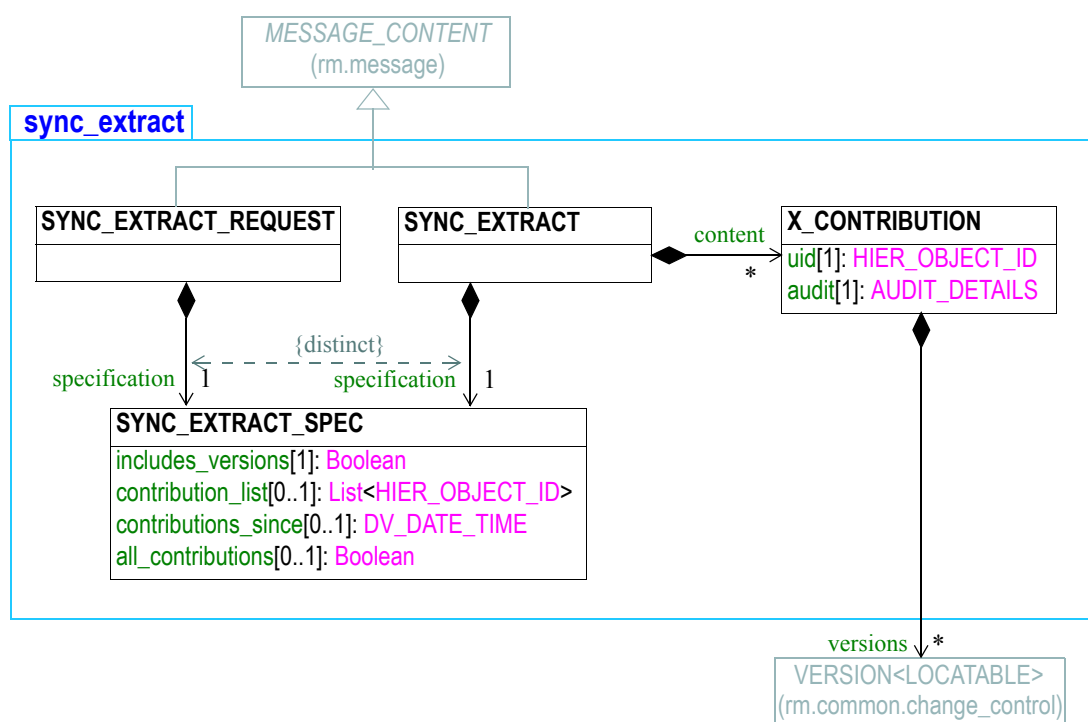 MESSAGE_CONTENT
(rm.message)
sync_extract
SYNC_EXTRACT_REQUEST
SYNC_EXTRACT
content
*
X_CONTRIBUTION
uid[1]: HIER_OBJECT_ID
audit[1]: AUDIT_DETAILS
{distinct}
specification
1
specification
1
SYNC_EXTRACT_SPEC
includes_versions[1]: Boolean
contribution_list[0..1]: List<HIER_OBJECT_ID>
contributions_since[0..1]: DV_DATE_TIME
all_contributions[0..1]: Boolean
versions
*
VERSION<LOCATABLE>
(rm.common.change_control)